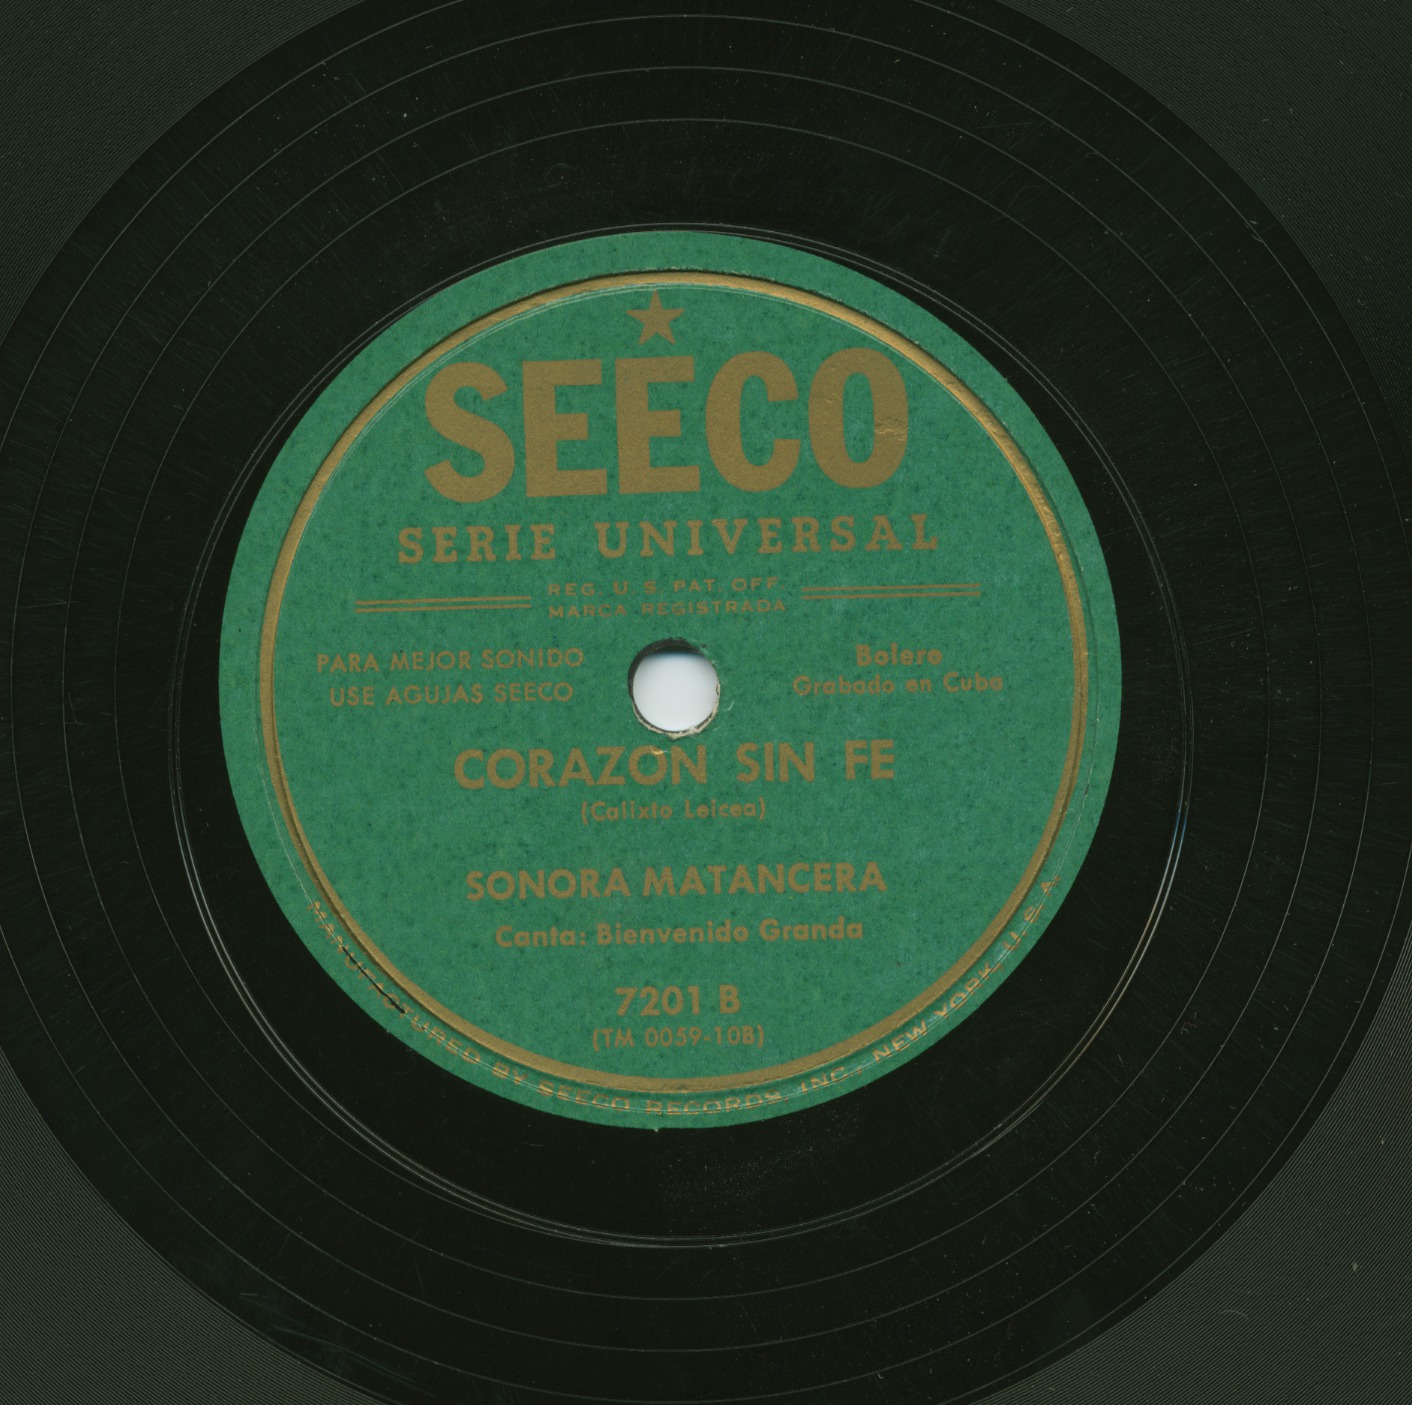 SEECO
SERIE UNIVERSAL
REG. U. S. PAT. OFF.
MARCA REGISTRADA
PARA MEJOR SONIDO
USE AGUJAS SEECO
Bolero
Grabado en Cuba
CORAZON SIN FE
(Calixto Leicea)
SONORA MATANCERA
Canta: Bienvenido Granda
7201 B
(TM 0059-10B)
MANUFACTURED BY SEECO RECORDS, INC. NEW YORK, U.S.A.